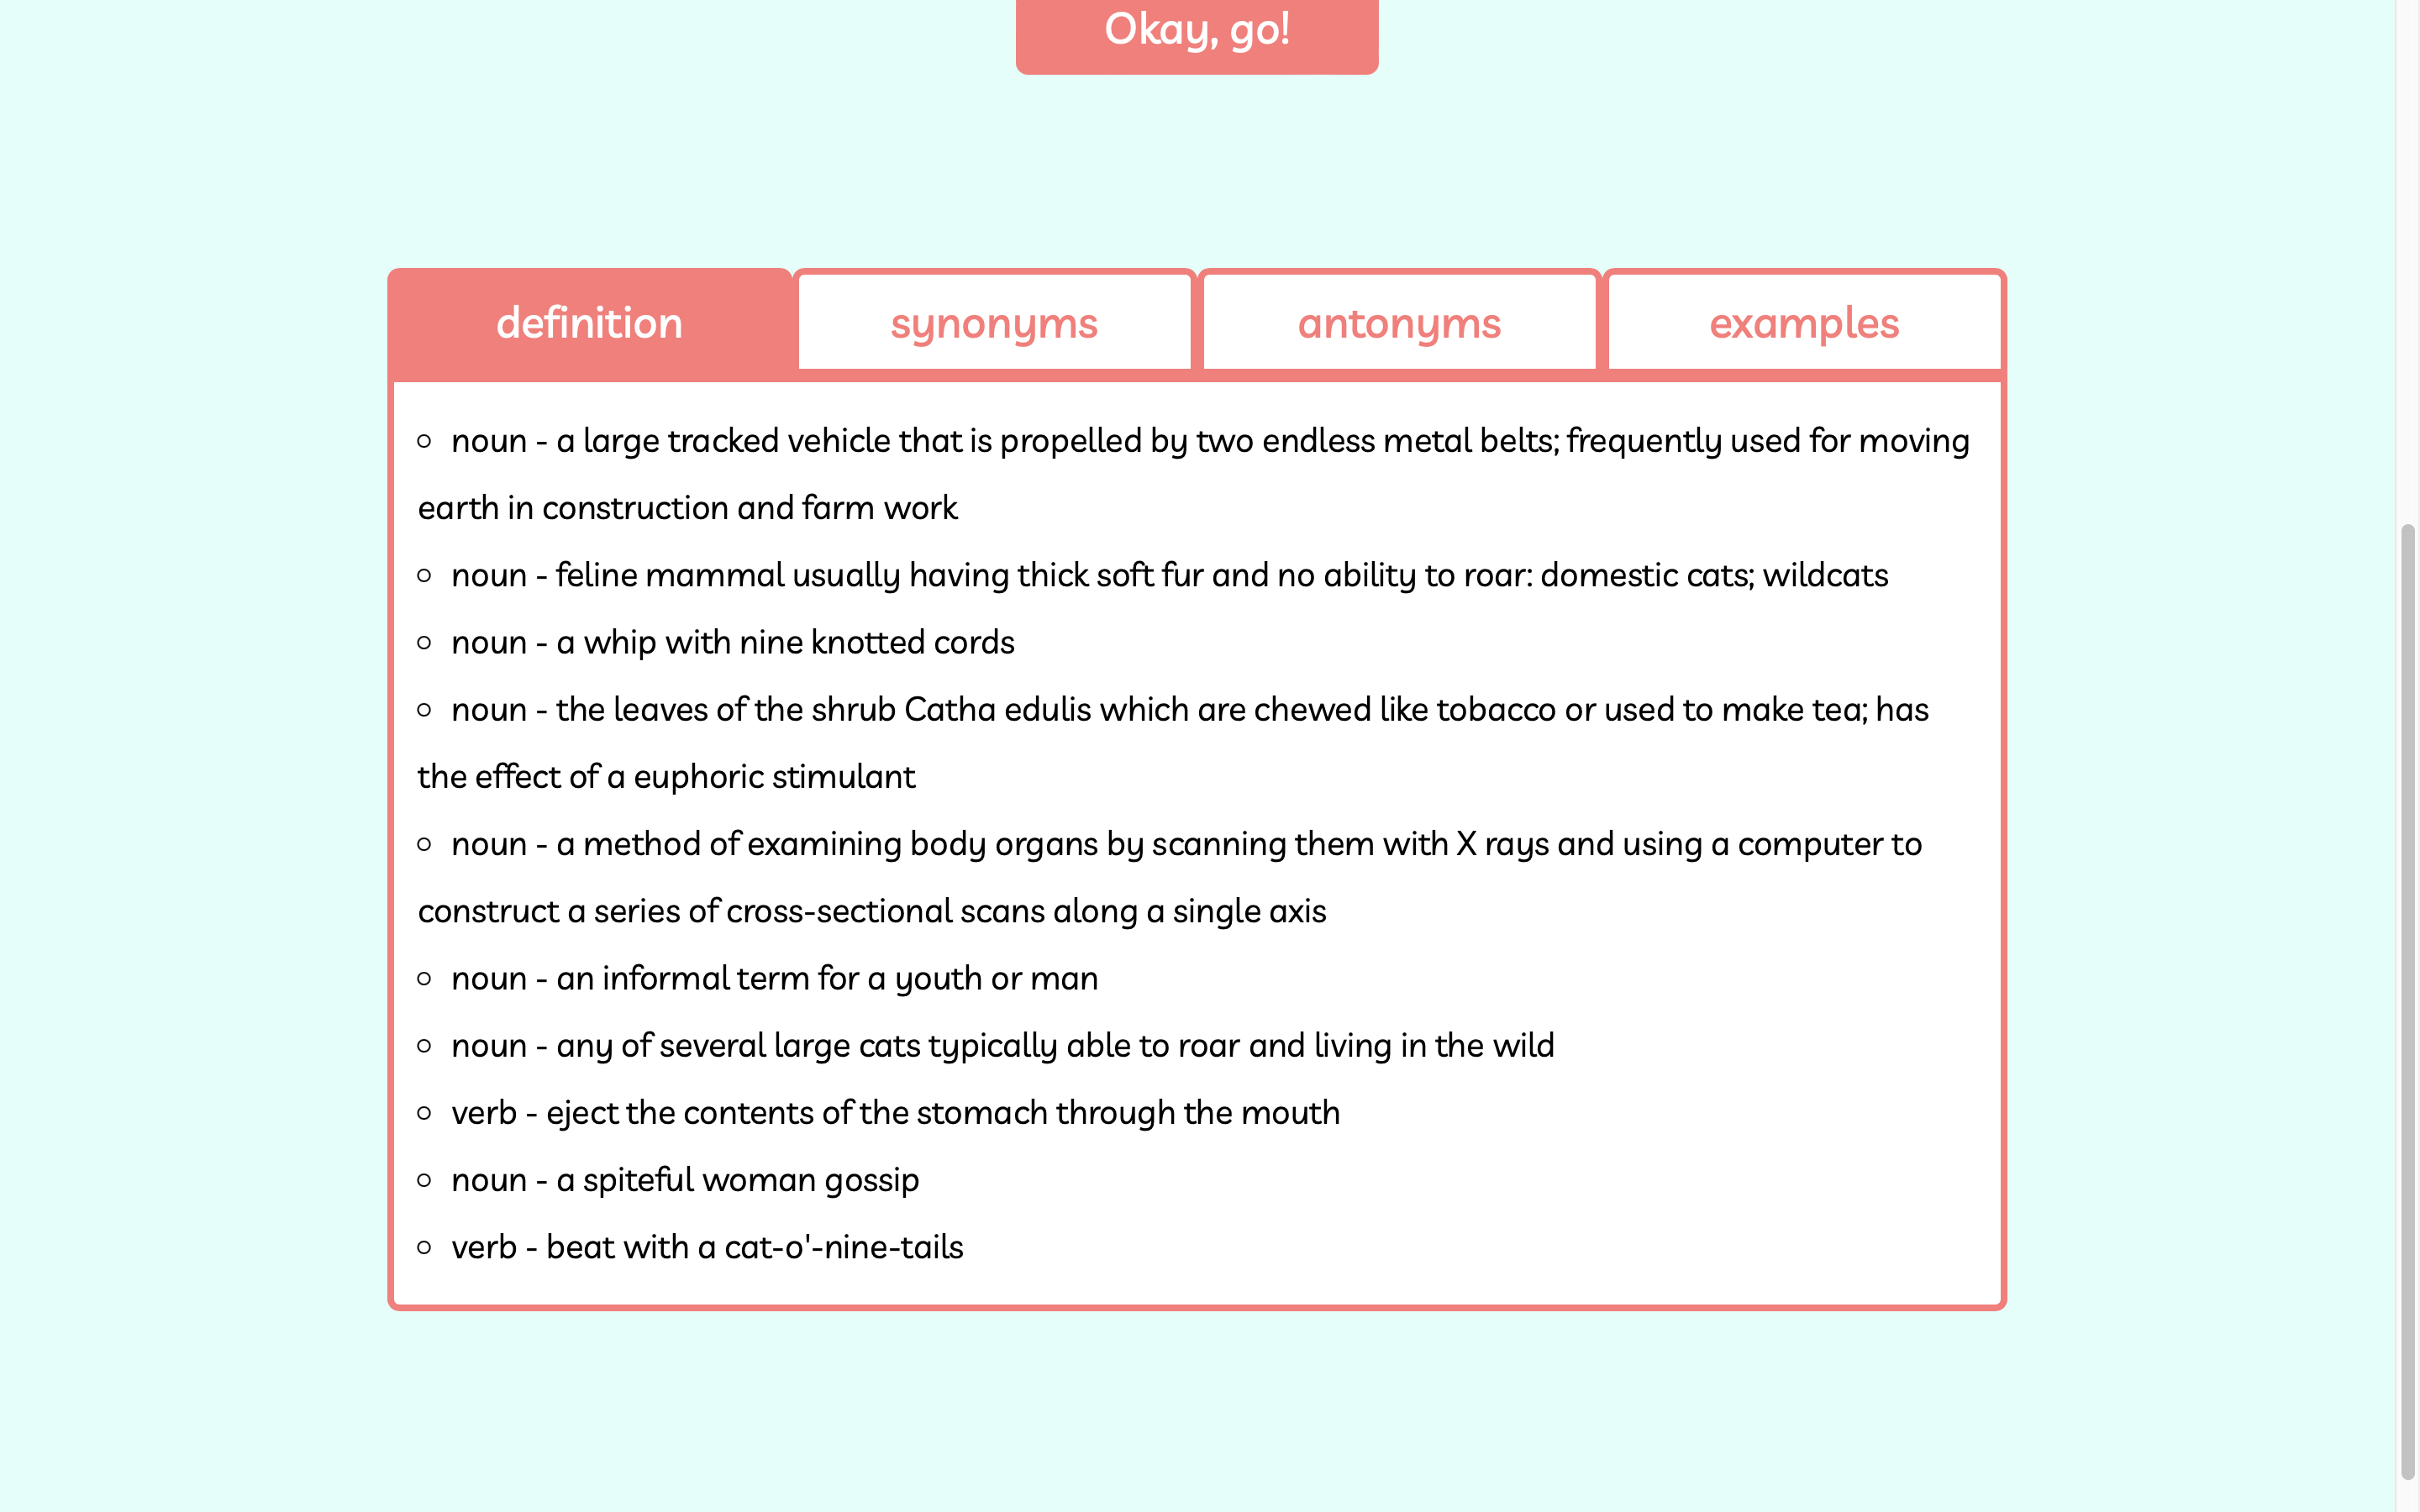 Okay, go!
definition
synonyms
antonyms
examples
noun - a large tracked vehicle that is propelled by two endless metal belts; frequently used for moving
earth in construction and farm work
noun - feline mammal usually having thick soft fur and no ability to roar: domestic cats; wildcats
noun - a whip with nine knotted cords
noun - the leaves of the shrub Catha edulis which are chewed like tobacco or used to make tea; has
the effect of a euphoric stimulant
noun - a method of examining body organs by scanning them with X rays and using a computer to
construct a series of cross-sectional scans along a single axis
noun - an informal term for a youth or man
noun - any of several large cats typically able to roar and living in the wild
verb - eject the contents of the stomach through the mouth
noun - a spiteful woman gossip
verb - beat with a cat-o'-nine-tails